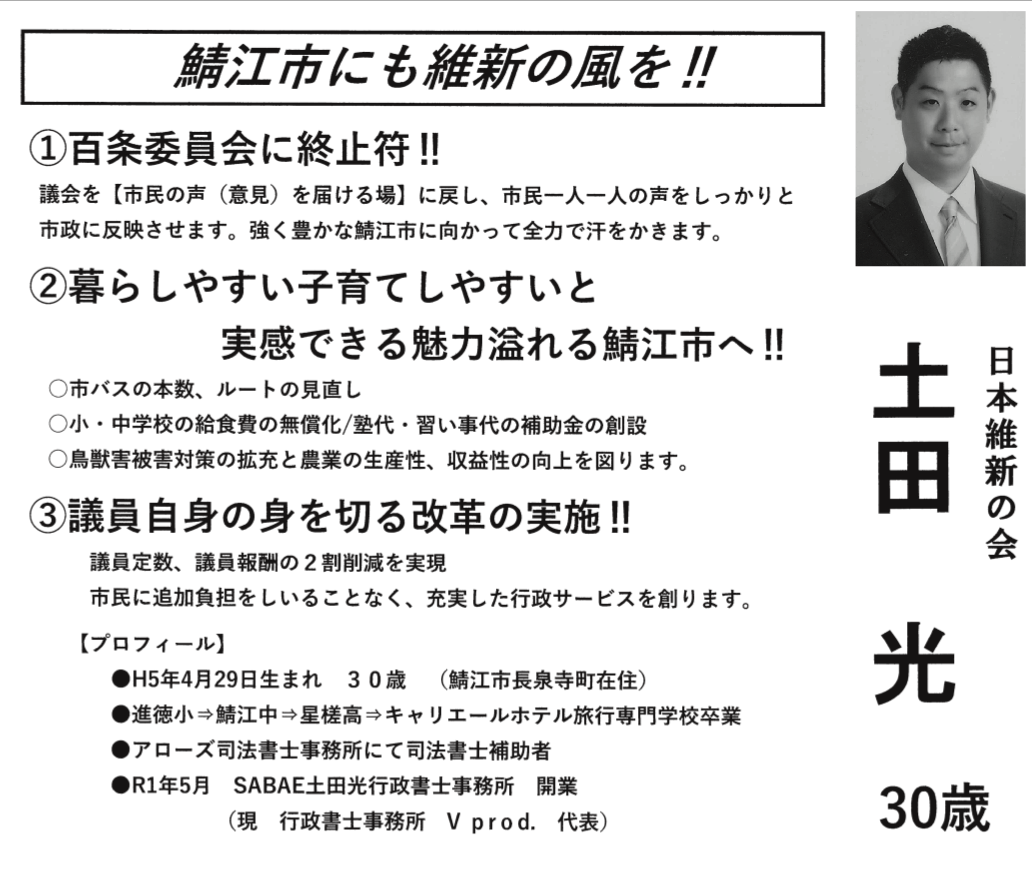 鯖江市にも維新の風を!!
①百条委員会に終止符!!
議会を【市民の声（意見）を届ける場】に戻し、市民一人一人の声をしっかりと
市政に反映させます。強く豊かな鯖江市に向かって全力で汗をかきます。
②暮らしやすい子育てしやすいと
実感できる魅力溢れる鯖江市へ!!
○市バスの本数、ルートの見直し
○小・中学校の給食費の無償化/塾代・習い事代の補助金の創設
○鳥獣害被害対策の拡充と農業の生産性、収益性の向上を図ります。
③議員自身の身を切る改革の実施!!
議員定数、議員報酬の２割削減を実現
市民に追加負担をしいることなく、充実した行政サービスを創ります。
【プロフィール】
●H5年4月29日生まれ　３０歳　（鯖江市長泉寺町在住）
●進徳小⇒鯖江中⇒星槎高⇒キャリエールホテル旅行専門学校卒業
●アローズ司法書士事務所にて司法書士補助者
●R1年5月　SABAE土田光行政書士事務所　開業
（現　行政書士事務所　V prod.　代表）
日本維新の会
土田　光
30歳